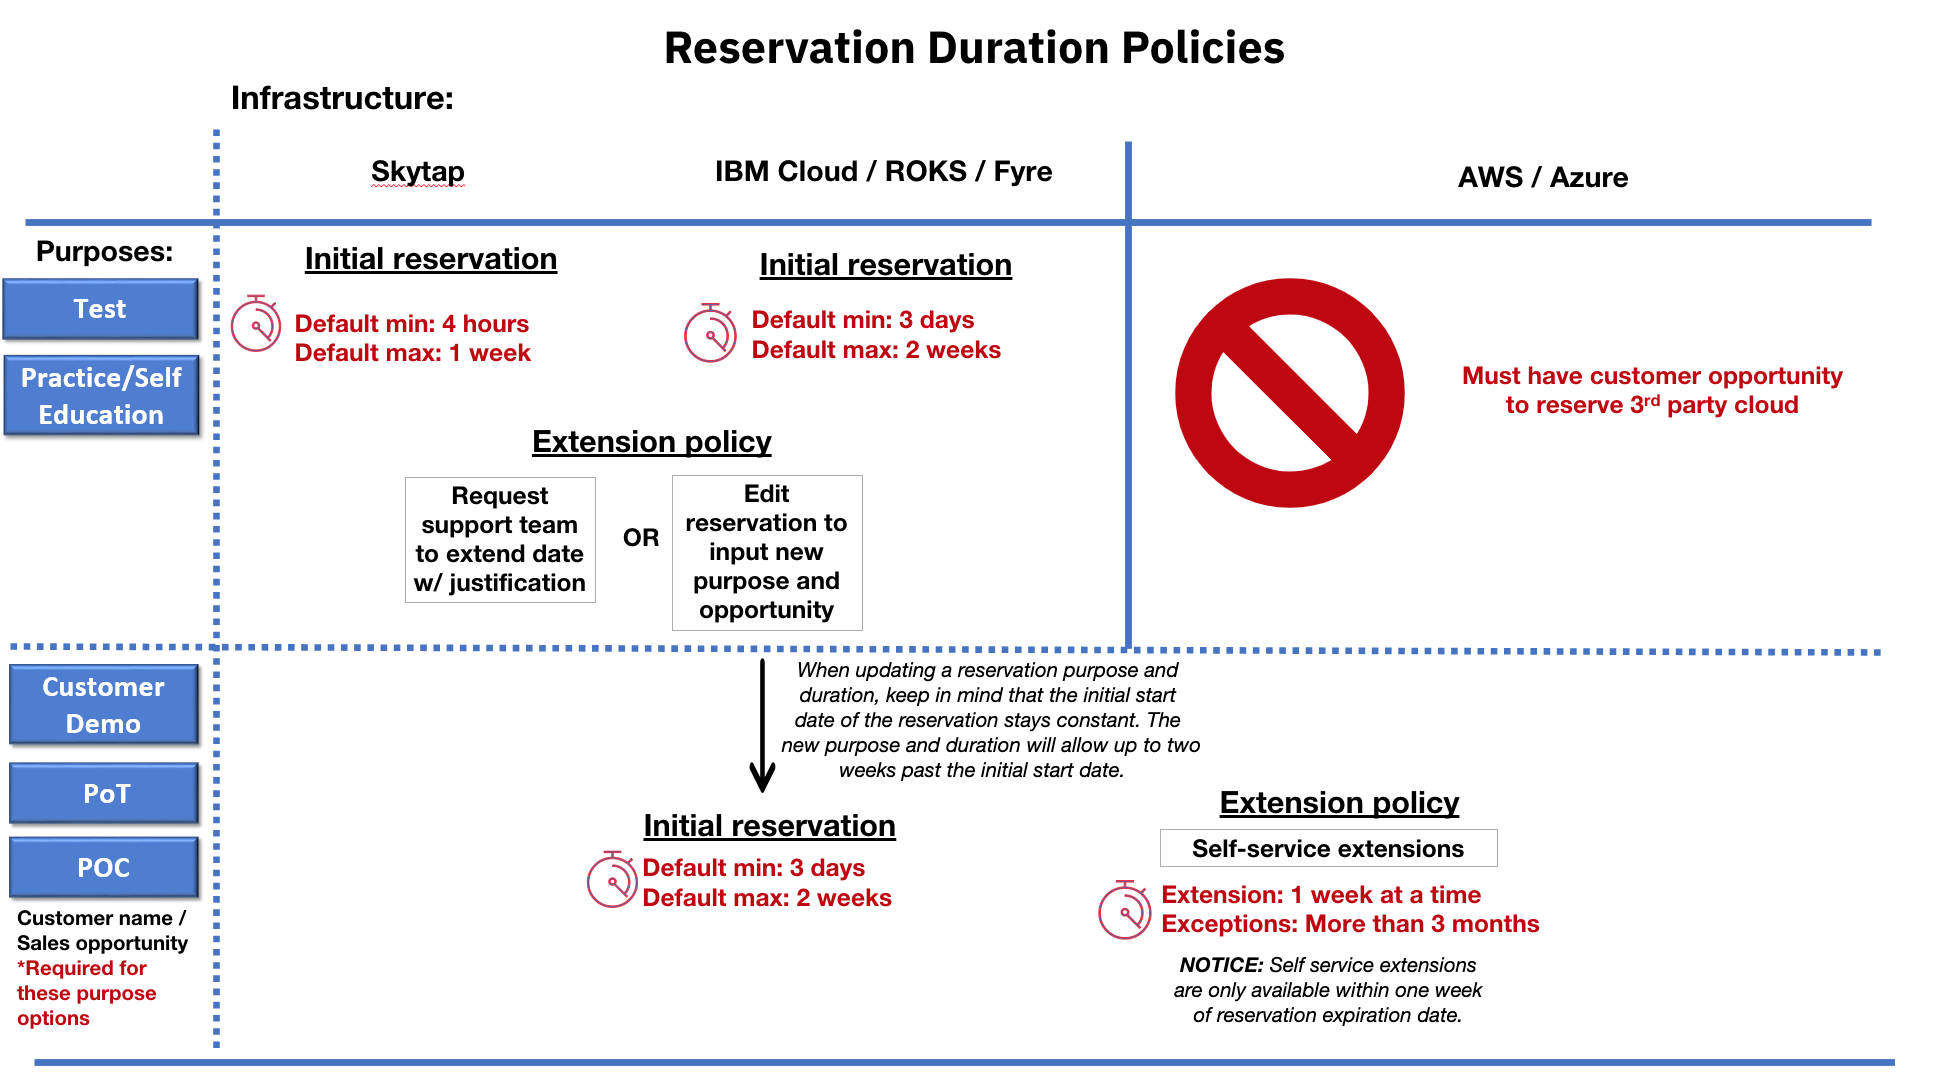 Reservation Duration Policies
Infrastructure:
Skytap
IBM Cloud / ROKS / Fyre
AWS / Azure
Purposes:
Test
Practice/Self
Education
Initial reservation
Default min: 4 hours
Default max: 1 week
Initial reservation
Default min: 3 days
Default max: 2 weeks
Must have customer opportunity
to reserve 3rd party cloud
Extension policy
Request
support team
to extend date
w/ justification
OR
Edit
reservation to
input new
purpose and
opportunity
Customer
Demo
PoT
POC
Customer name /
Sales opportunity
*Required for
these purpose
options
When updating a reservation purpose and
duration, keep in mind that the initial start
date of the reservation stays constant. The
new purpose and duration will allow up to two
weeks past the initial start date.
Initial reservation
Default min: 3 days
Default max: 2 weeks
Extension policy
Self-service extensions
Extension: 1 week at a time
Exceptions: More than 3 months
NOTICE: Self service extensions
are only available within one week
of reservation expiration date.